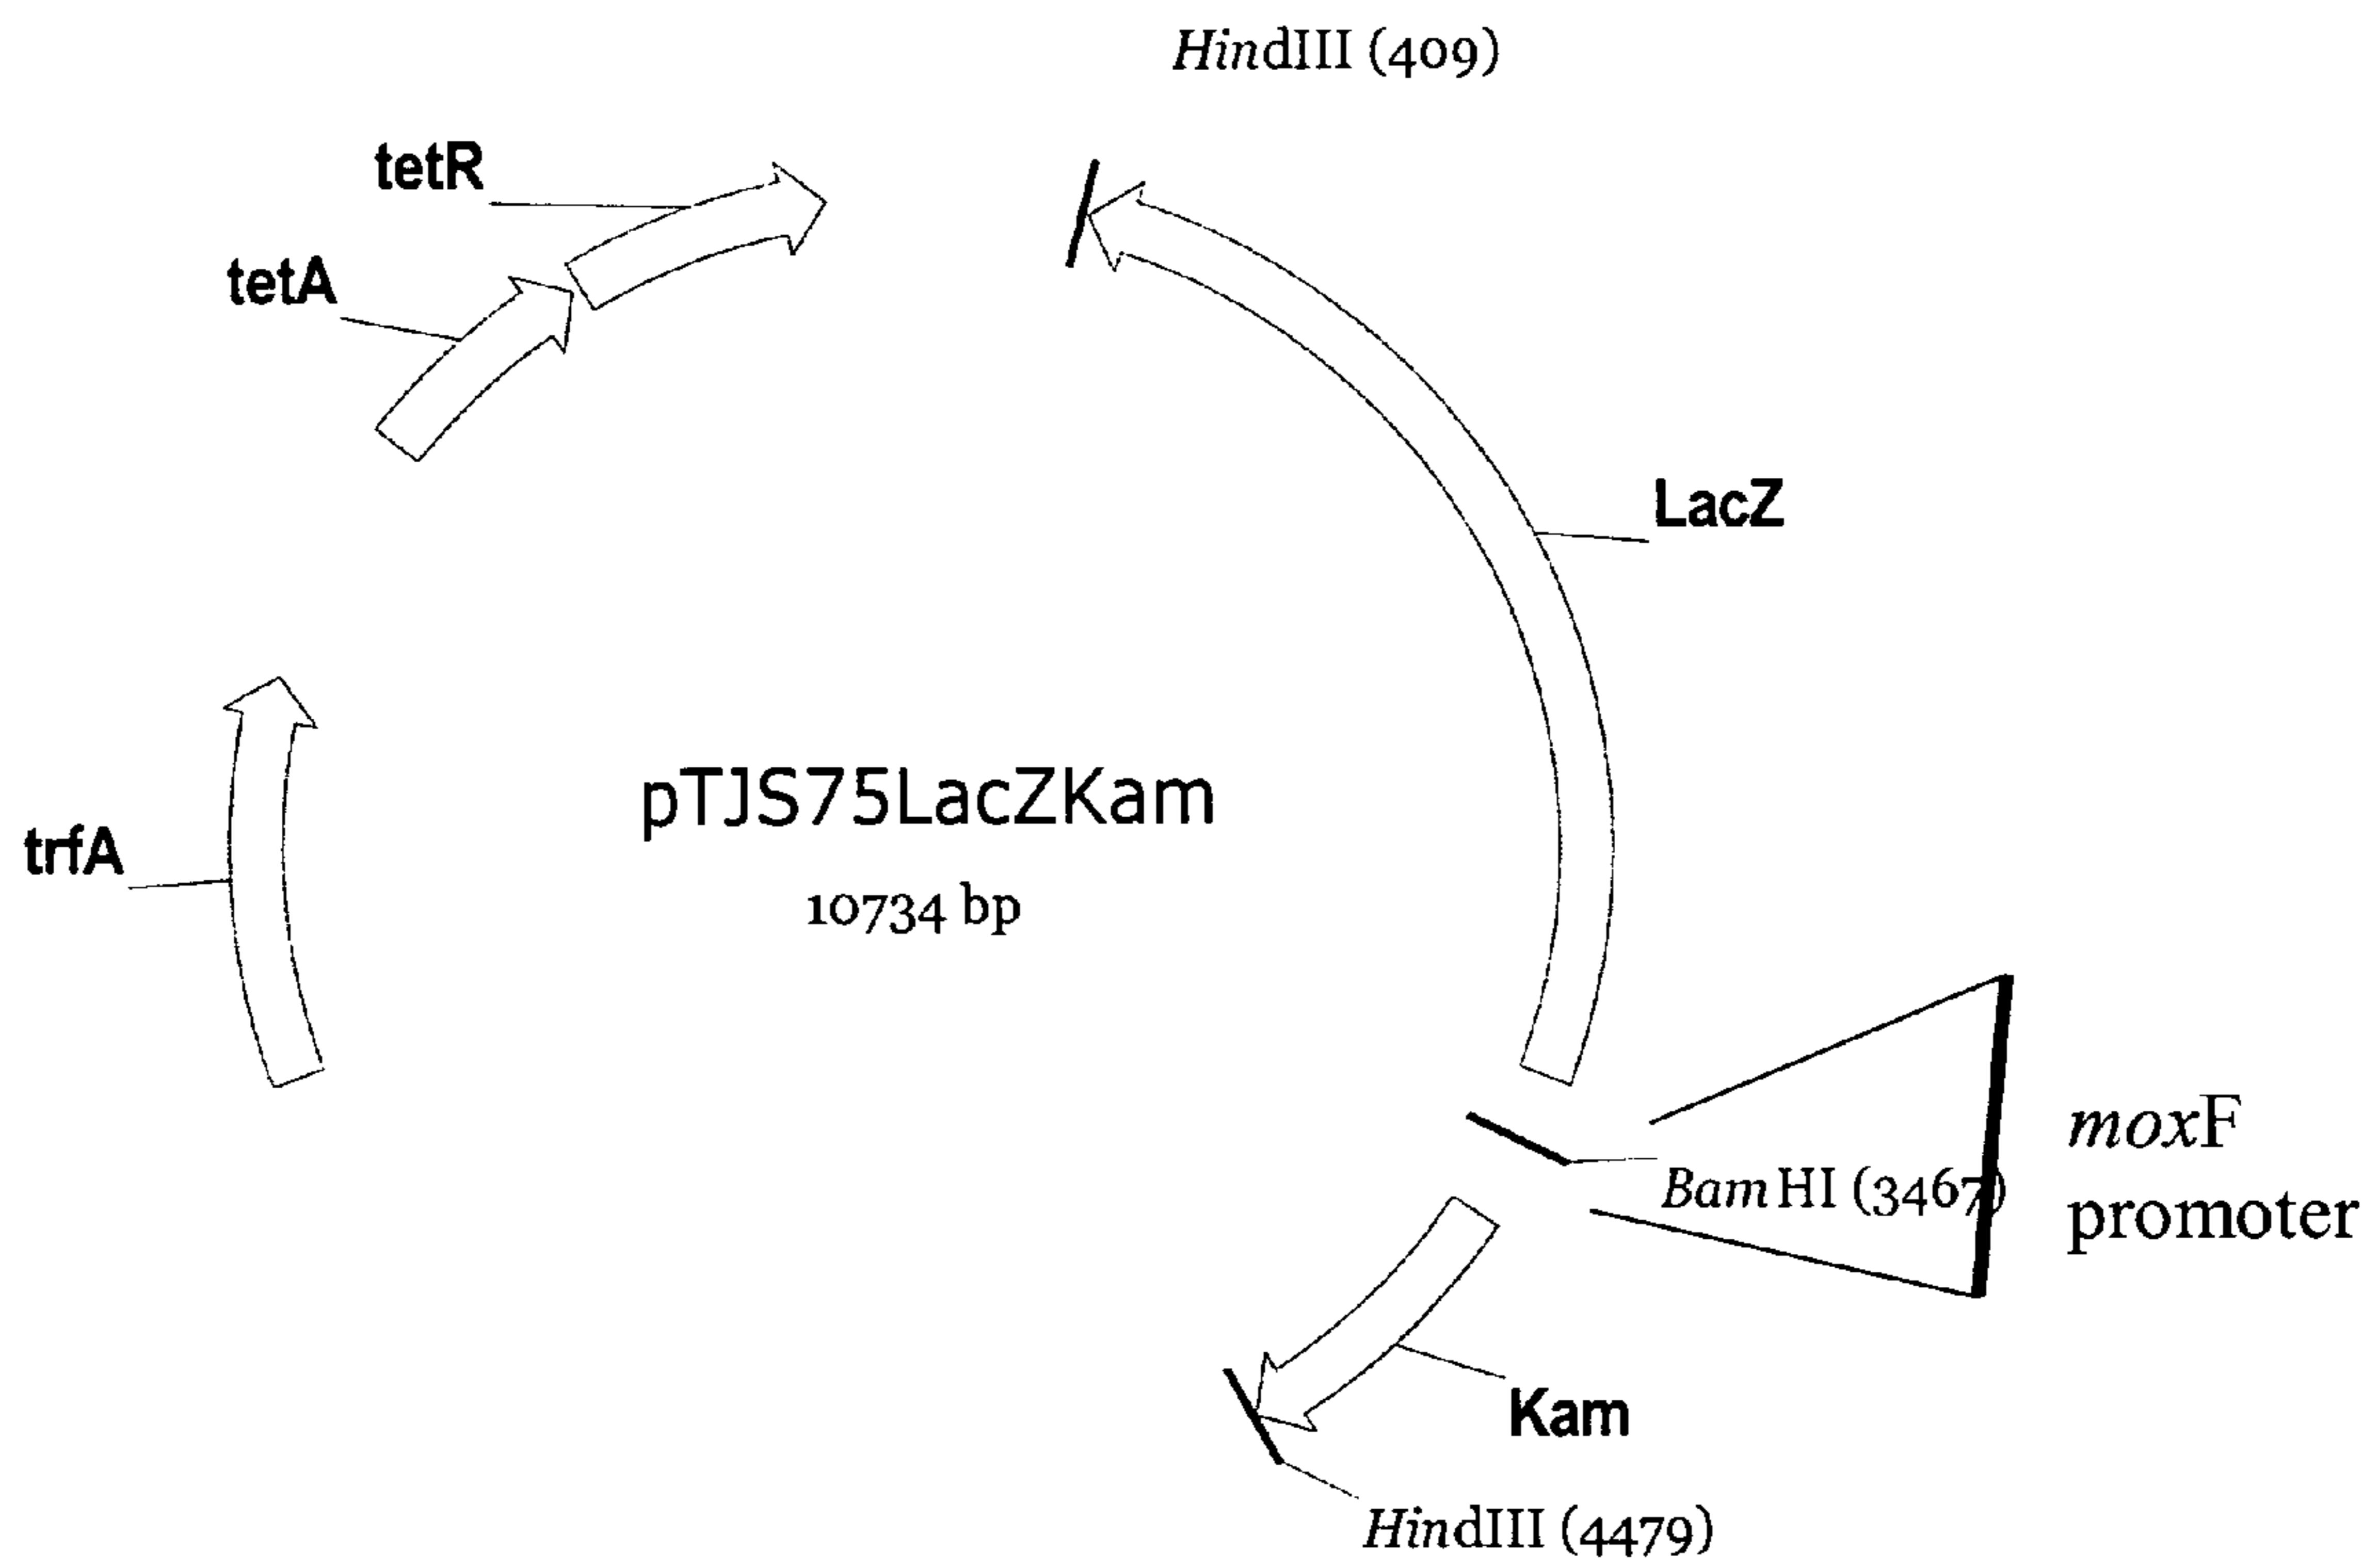 HindIII (409)
tetR
tetA
LacZ
pTJS75LacZKam
10734 bp
trfA
moxF
promoter
BamHI (3467)
Kam
HindIII (4479)